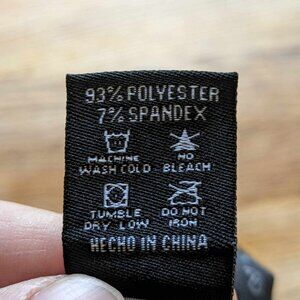 93% POLYESTER
7% SPANDEX
MACHINE
WASH COLD
NO
BLEACH
TUMBLE
DRY LOW
DO NOT
IRON
HECHO IN CHINA